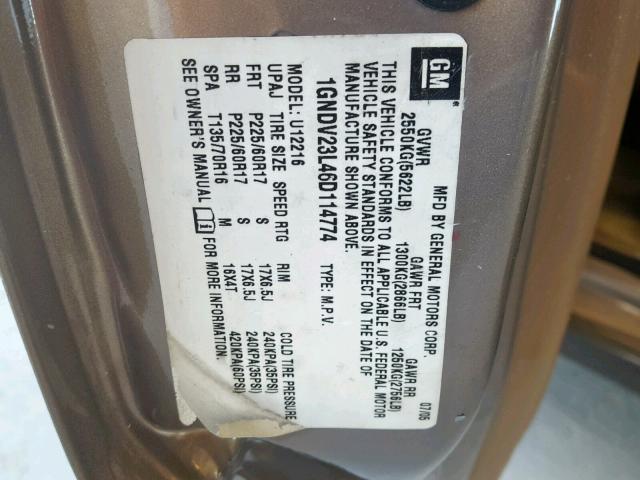 GM
MFD BY GENERAL MOTORS CORP. 07/05
GVWR GAWR FRT GAWR RR
2550KG(5622LB) 1300KG(2866LB) 1250KG(2756LB)
THIS VEHICLE CONFORMS TO ALL APPLICABLE U.S. FEDERAL MOTOR
VEHICLE SAFETY STANDARDS IN EFFECT ON THE DATE OF
MANUFACTURE SHOWN ABOVE.
1GNDV23L46D114774 TYPE: M.P.V.
MODEL: U12216
UPAJ TIRE SIZE SPEED RTG RIM COLD TIRE PRESSURE
FRT P225/60R17 S 17X6.5J 240KPA(35PSI)
RR P225/60R17 S 17X6.5J 240KPA(35PSI)
SPA T135/70R16 M 16X4T 420KPA(60PSI)
SEE OWNER'S MANUAL FOR MORE INFORMATION